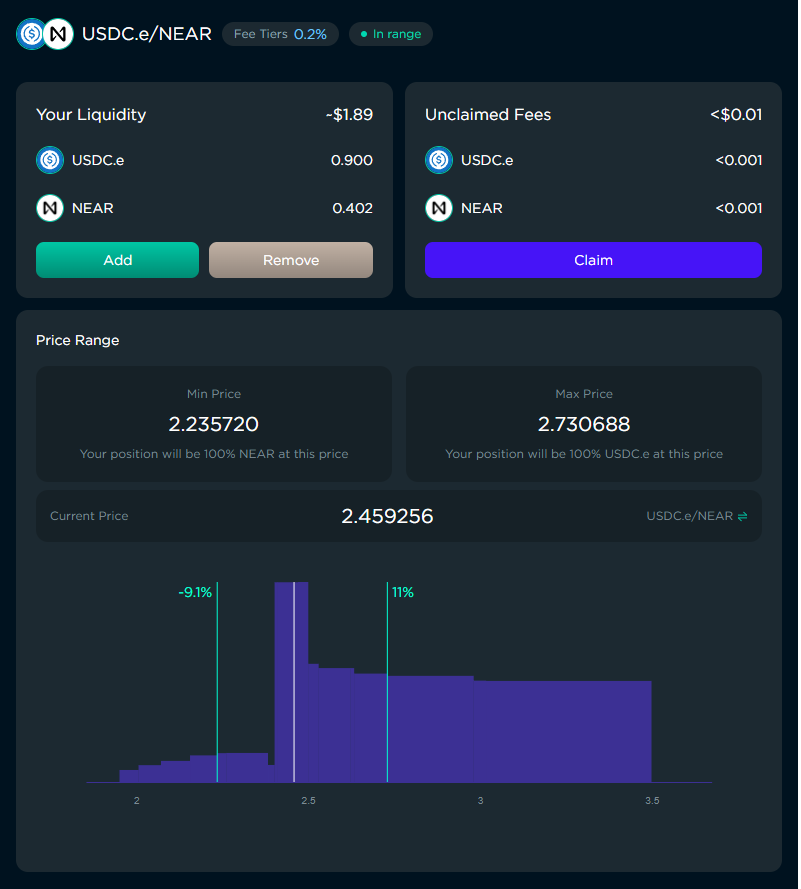 USDC.e/NEAR Fee Tiers 0.2% In range
Your Liquidity ~$1.89
USDC.e 0.900
NEAR 0.402
Add Remove
Unclaimed Fees <$0.01
USDC.e <0.001
NEAR <0.001
Claim
Price Range
Min Price
2.235720
Your position will be 100% NEAR at this price
Max Price
2.730688
Your position will be 100% USDC.e at this price
Current Price 2.459256 USDC.e/NEAR ⇌
-9.1% 11%
2 2.5 3 3.5